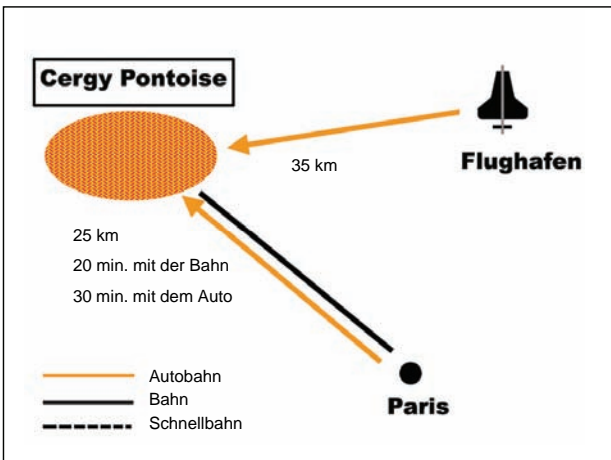 Cergy Pontoise
Flughafen
35 km
25 km
20 min. mit der Bahn
30 min. mit dem Auto
Paris
Autobahn
Bahn
Schnellbahn